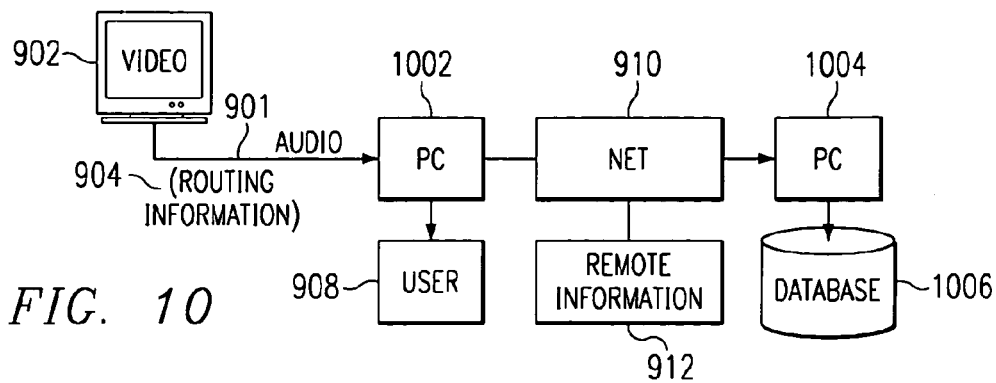 902
VIDEO
901
AUDIO
904
(ROUTING
INFORMATION)
1002
PC
910
NET
1004
PC
908
USER
REMOTE
INFORMATION
912
DATABASE
1006
FIG. 10